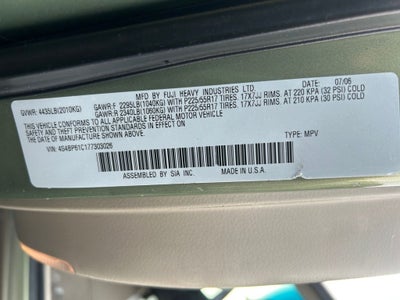 MFD. BY FUJI HEAVY INDUSTRIES LTD. DATE: 07/06
GVWR: 4435LB(2010KG) GAWR-F 2295LB(1040KG) WITH P225/55R17 TIRES. 17X7JJ RIMS. AT 220 KPA (32 PSI) COLD
GAWR-R 2340LB(1060KG) WITH P225/55R17 TIRES. 17X7JJ RIMS. AT 210 KPA (30 PSI) COLD
THIS VEHICLE CONFORMS TO ALL APPLICABLE FEDERAL MOTOR VEHICLE
SAFETY AND THEFT PREVENTION STANDARDS IN EFFECT ON
THE DATE OF MANUFACTURE SHOWN ABOVE.
VIN: 4S4BP61C177303026 TYPE: MPV
ASSEMBLED BY SIA INC.
IN U.S.A.